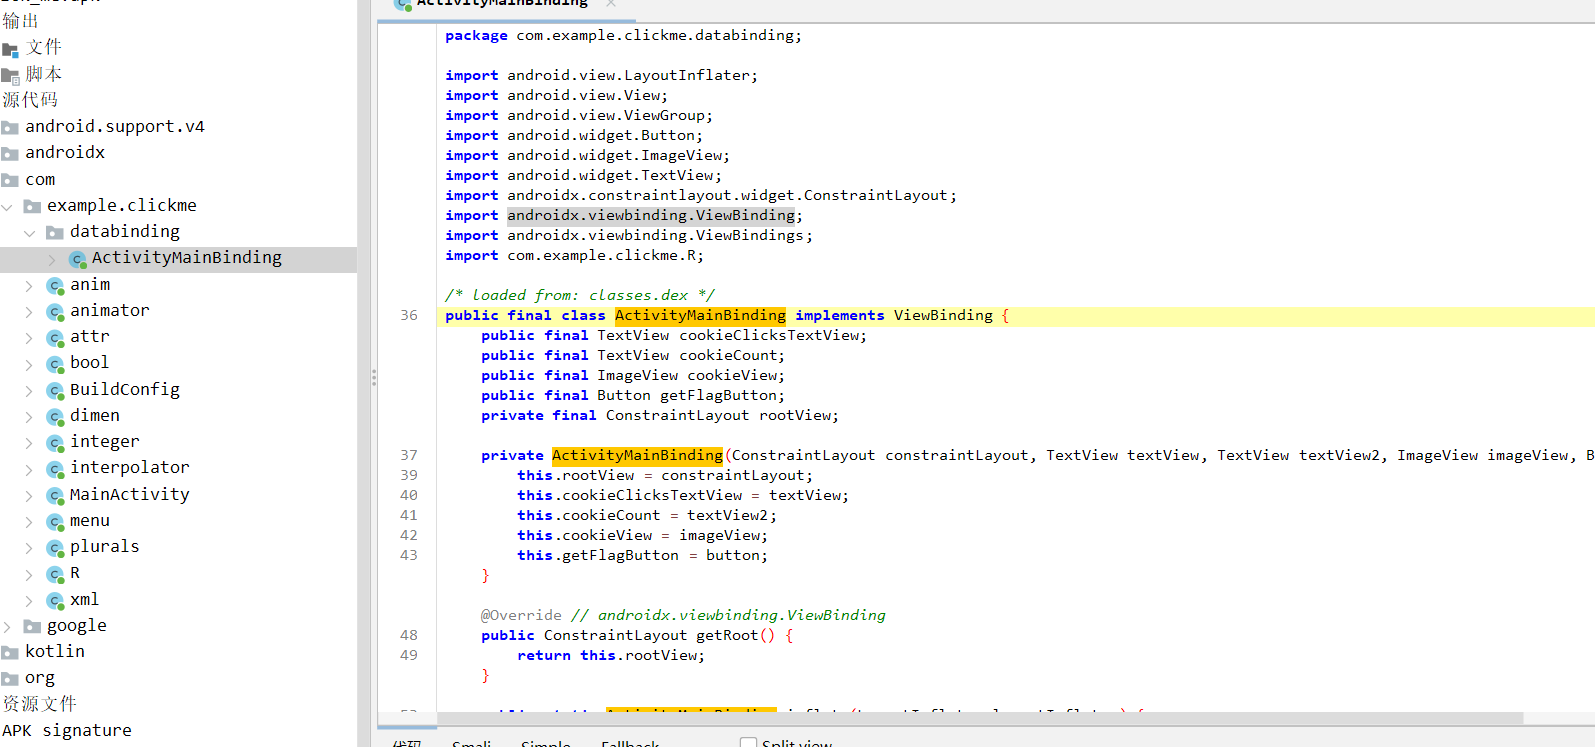 输出
文件
脚本
源代码
android.support.v4
androidx
com
example.clickme
databinding
ActivityMainBinding
anim
animator
attr
bool
BuildConfig
dimen
integer
interpolator
MainActivity
menu
plurals
R
xml
google
kotlin
org
资源文件
APK signature
ActivityMainBinding
package com.example.clickme.databinding;
import android.view.LayoutInflater;
import android.view.View;
import android.view.ViewGroup;
import android.widget.Button;
import android.widget.ImageView;
import android.widget.TextView;
import androidx.constraintlayout.widget.ConstraintLayout;
import androidx.viewbinding.ViewBinding;
import androidx.viewbinding.ViewBindings;
import com.example.clickme.R;
/* loaded from: classes.dex */
36 public final class ActivityMainBinding implements ViewBinding {
public final TextView cookieClicksTextView;
public final TextView cookieCount;
public final ImageView cookieView;
public final Button getFlagButton;
private final ConstraintLayout rootView;
37 private ActivityMainBinding(ConstraintLayout constraintLayout, TextView textView, TextView textView2, ImageView imageView, B
39 this.rootView = constraintLayout;
40 this.cookieClicksTextView = textView;
41 this.cookieCount = textView2;
42 this.cookieView = imageView;
43 this.getFlagButton = button;
}
@Override // androidx.viewbinding.ViewBinding
48 public ConstraintLayout getRoot() {
49 return this.rootView;
}
代码 Smali Simple Fallback Split view